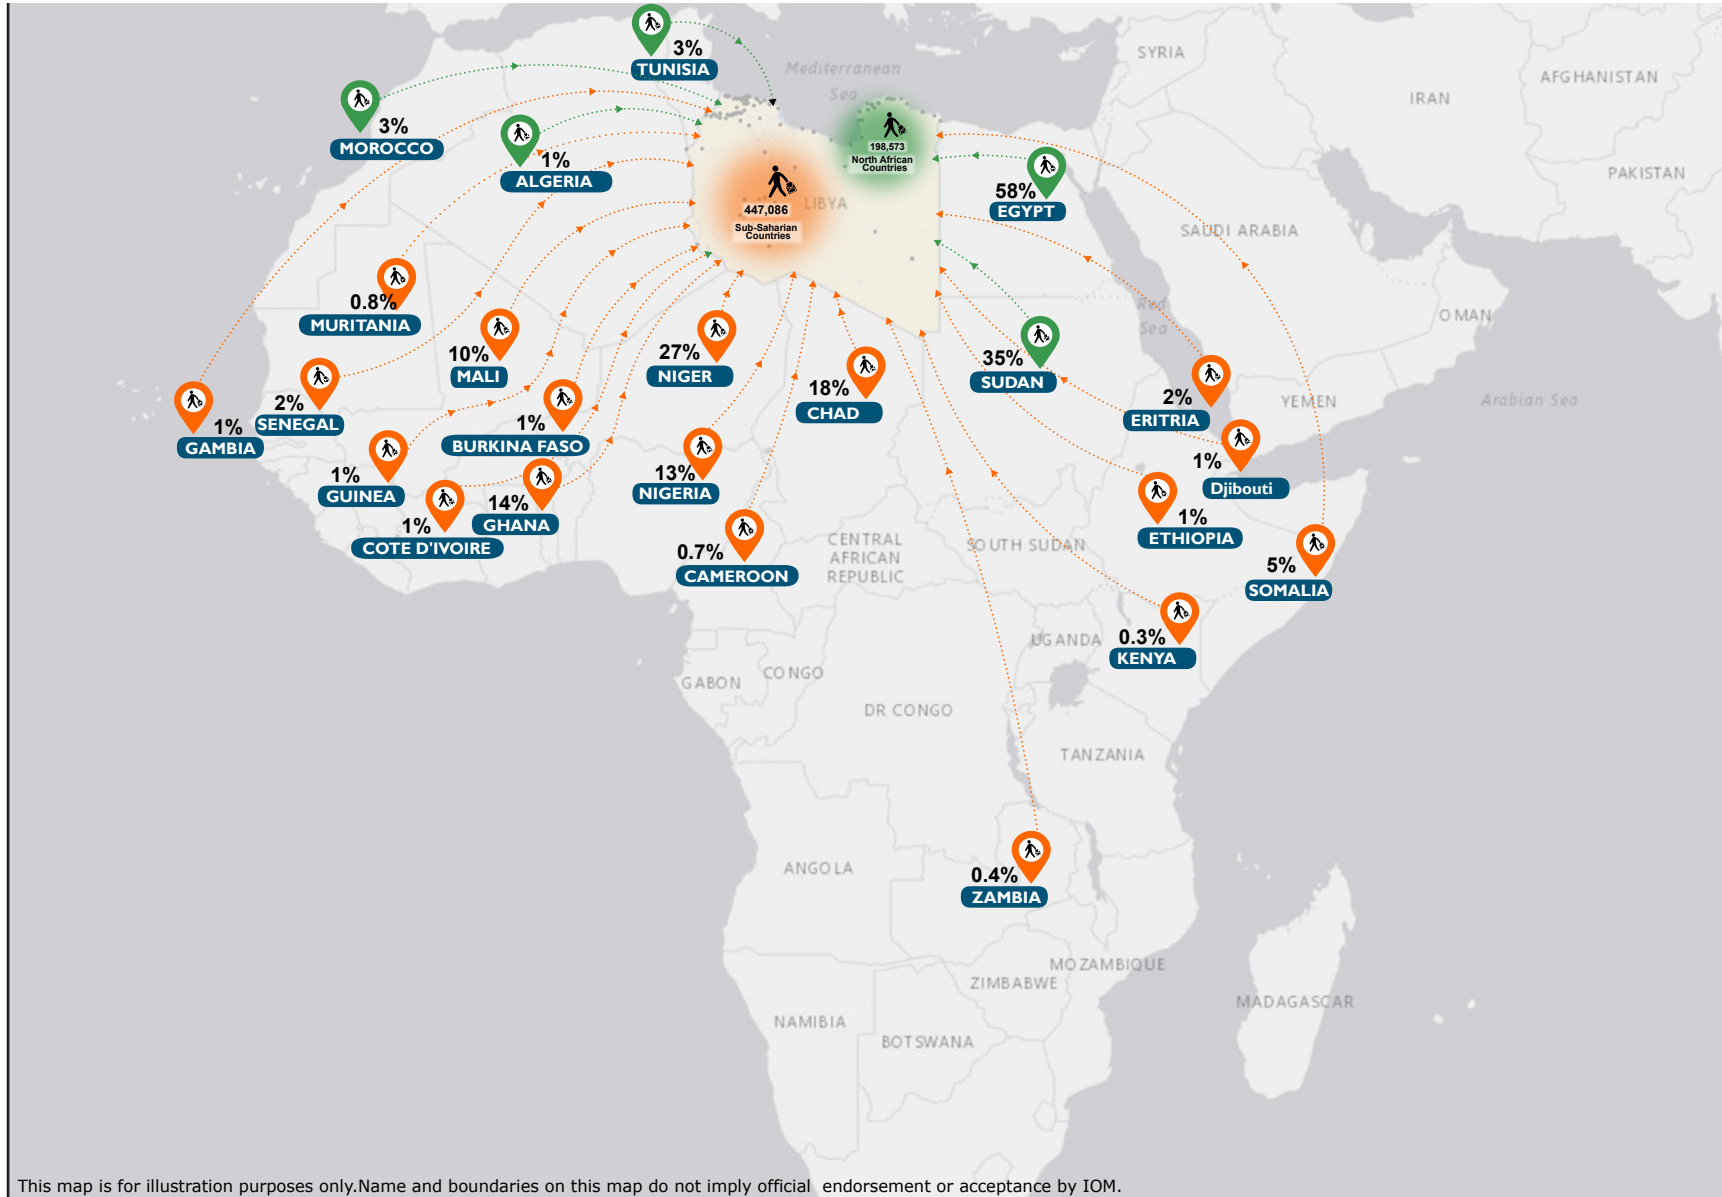 3%
TUNISIA
Mediterranean
Sea
SYRIA
AFGHANISTAN
IRAN
3%
MOROCCO
1%
ALGERIA
198,573
North African
Countries
58%
EGYPT
PAKISTAN
447,086
Sub-Saharian
Countries
LIBYA
SAUDI ARABIA
0.8%
MURITANIA
Red
Sea
OMAN
10%
MALI
27%
NIGER
18%
CHAD
35%
SUDAN
2%
ERITRIA
YEMEN
Arabian Sea
1%
GAMBIA
2%
SENEGAL
1%
BURKINA FASO
1%
GUINEA
1%
COTE D'IVOIRE
14%
GHANA
13%
NIGERIA
1%
Djibouti
1%
ETHIOPIA
0.7%
CAMEROON
CENTRAL
AFRICAN
REPUBLIC
SOUTH SUDAN
5%
SOMALIA
UGANDA
0.3%
KENYA
GABON
CONGO
DR CONGO
TANZANIA
ANGOLA
0.4%
ZAMBIA
MOZAMBIQUE
ZIMBABWE
MADAGASCAR
NAMIBIA
BOTSWANA
This map is for illustration purposes only.Name and boundaries on this map do not imply official endorsement or acceptance by IOM.